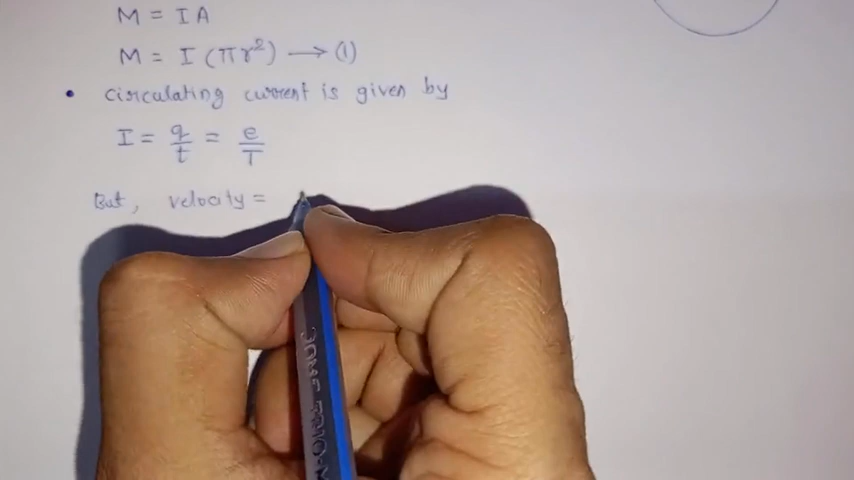 M = I A
M = I (πr²) ⟶ (1)
• circulating current is given by
I = q/t = e/T
But, velocity =